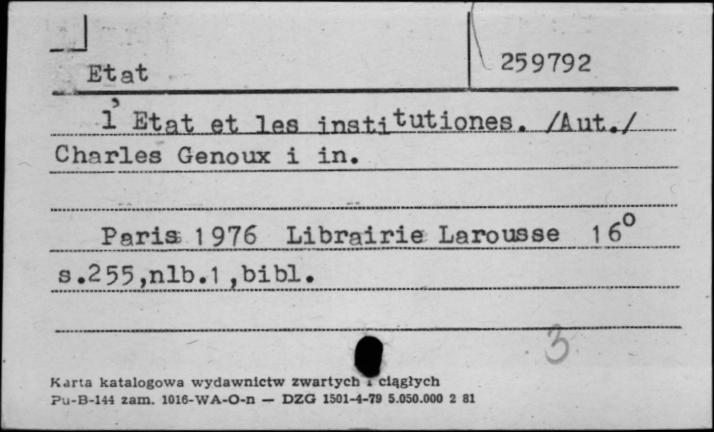 259792
Etat
l'Etat et les institutiones. /Aut./
Charles Genoux i in.
Paris 1976 Librairie Larousse 16°
s.255,nlb.1,bibl.
3
Karta katalogowa wydawnictw zwartych i ciągłych
Pu-B-144 zam. 1016-WA-O-n — DZG 1501-4-79 5.050.000 2 81